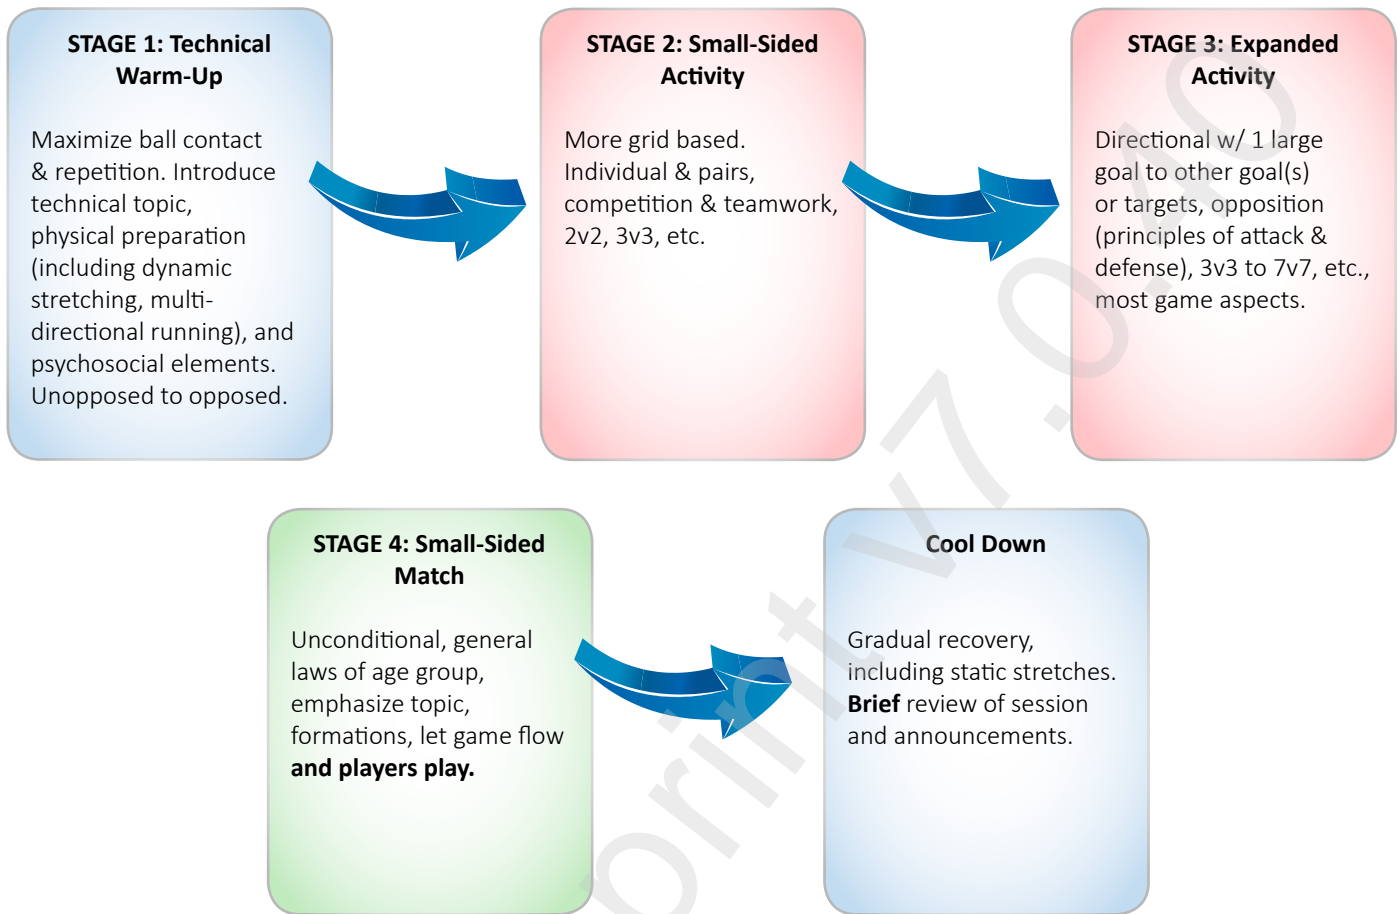 STAGE 1: Technical
Warm-Up
Maximize ball contact
& repetition. Introduce
technical topic,
physical preparation
(including dynamic
stretching, multi-
directional running), and
psychosocial elements.
Unopposed to opposed.
STAGE 2: Small-Sided
Activity
More grid based.
Individual & pairs,
competition & teamwork,
2v2, 3v3, etc.
STAGE 3: Expanded
Activity
Directional w/ 1 large
goal to other goal(s)
or targets, opposition
(principles of attack &
defense), 3v3 to 7v7, etc.,
most game aspects.
STAGE 4: Small-Sided
Match
Unconditional, general
laws of age group,
emphasize topic,
formations, let game flow
and players play.
Cool Down
Gradual recovery,
including static stretches.
Brief review of session
and announcements.
print v7.0.40